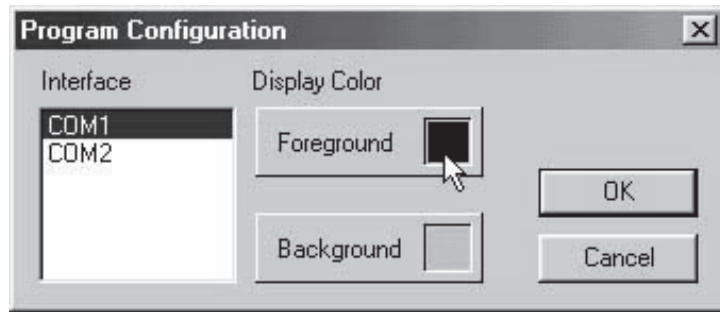 Program Configuration
Interface
Display Color
COM1
COM2
Foreground
Background
OK
Cancel